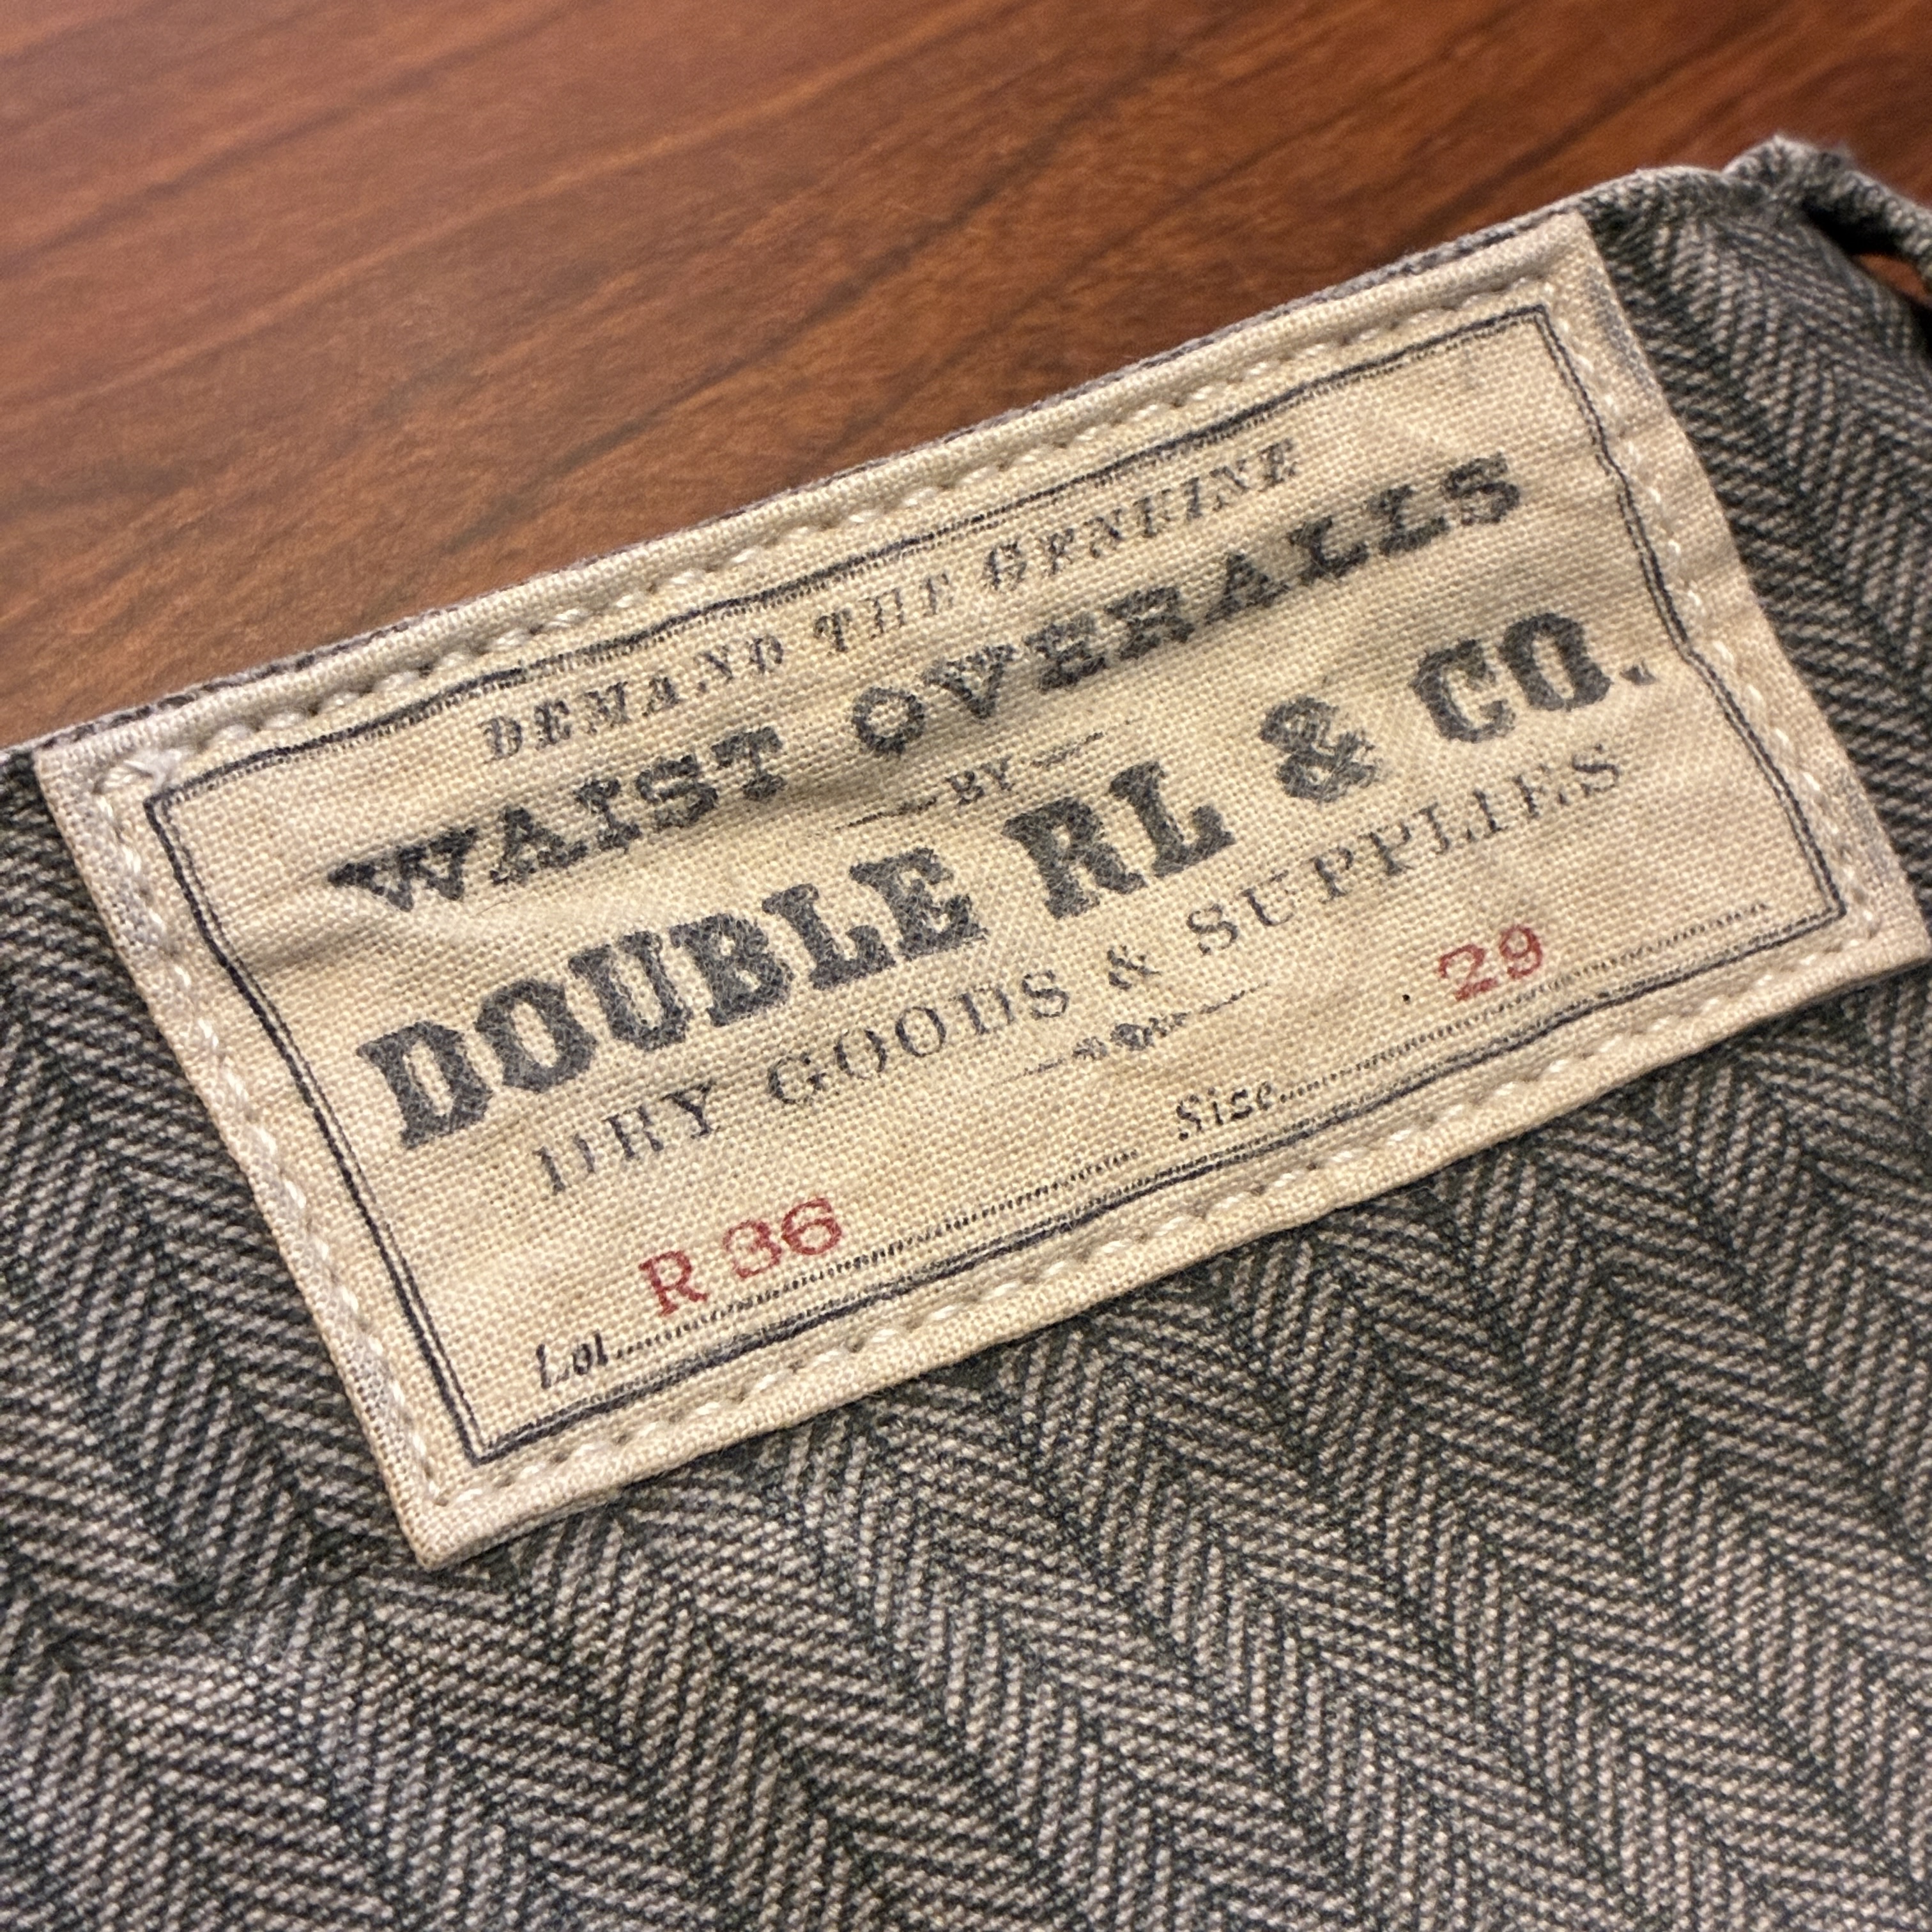 DEMAND THE GENUINE
WAIST OVERALLS
BY
DOUBLE RL & CO.
DRY GOODS & SUPPLIES
Lot R 36 Size 29